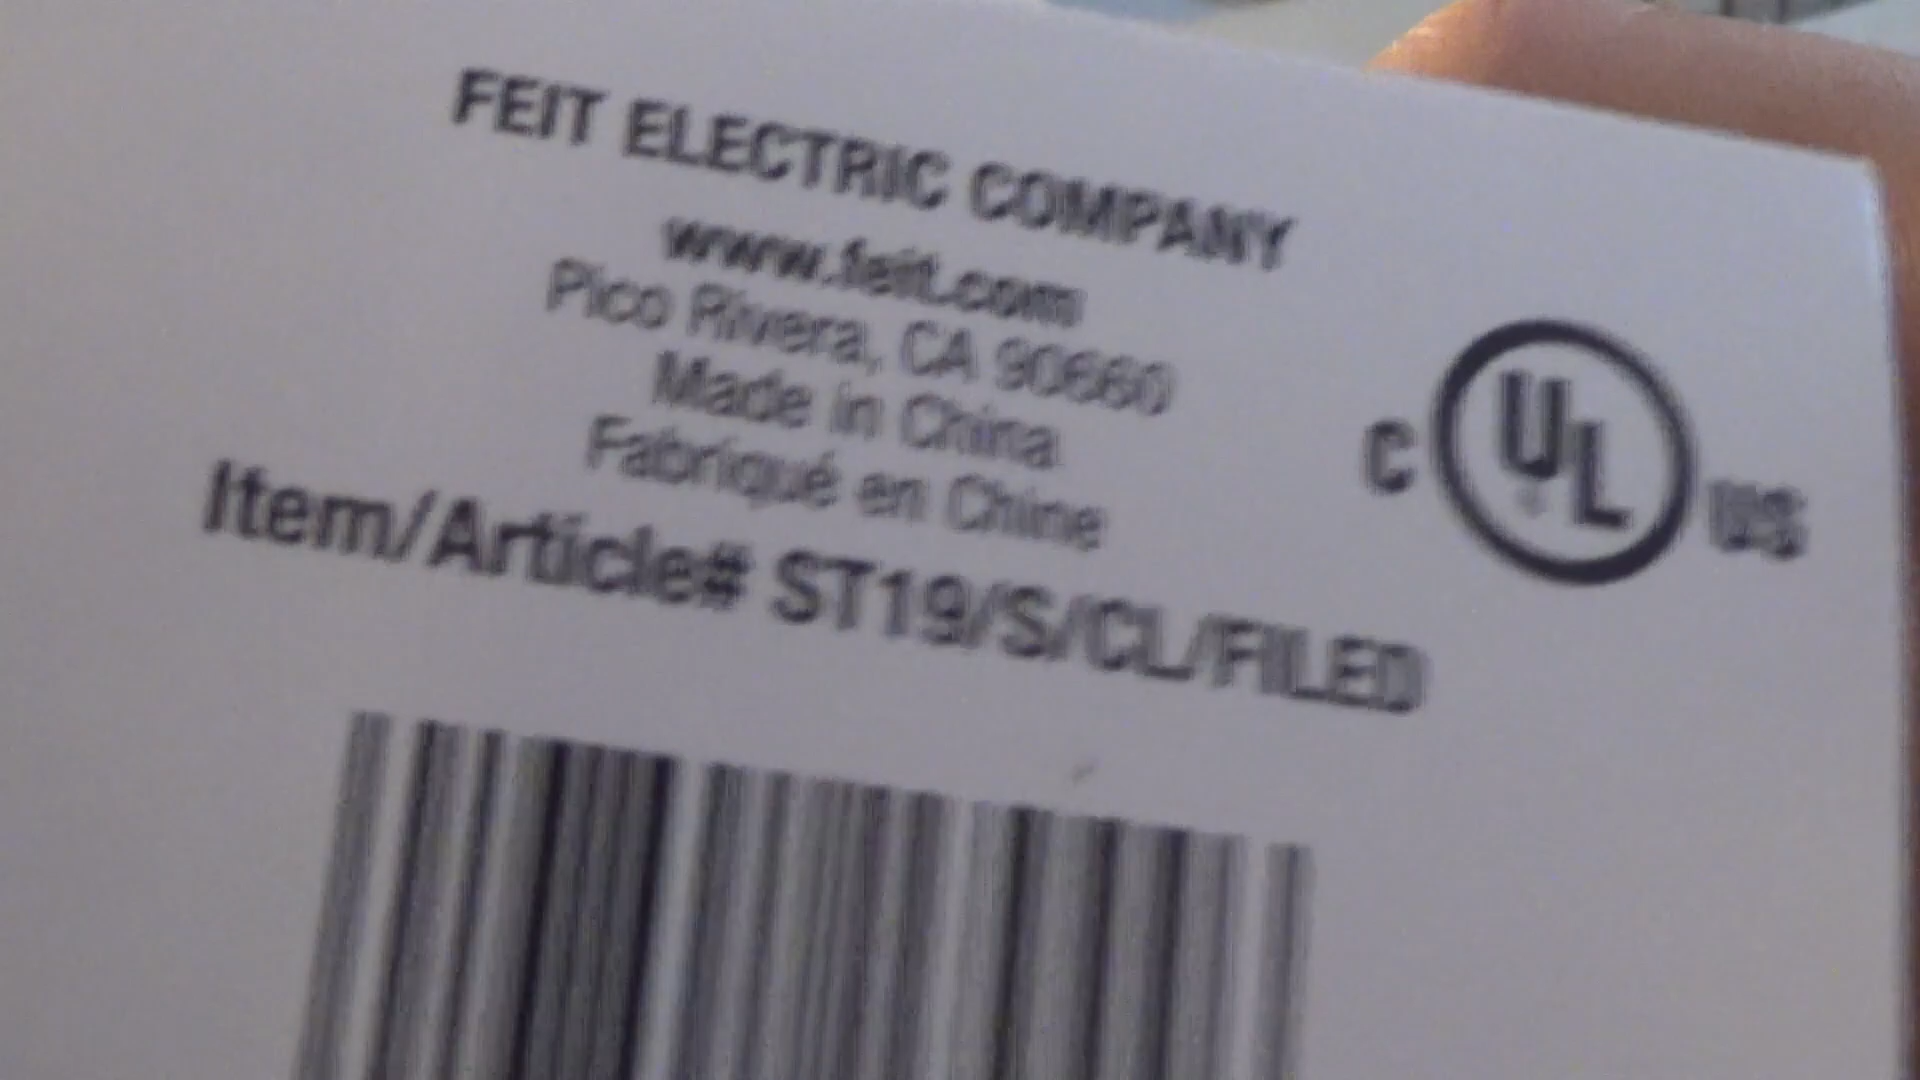 FEIT ELECTRIC COMPANY
www.feit.com
Pico Rivera, CA 90660
Made in China
Fabriqué en Chine
C UL US
Item/Article# ST19/S/CL/FILED